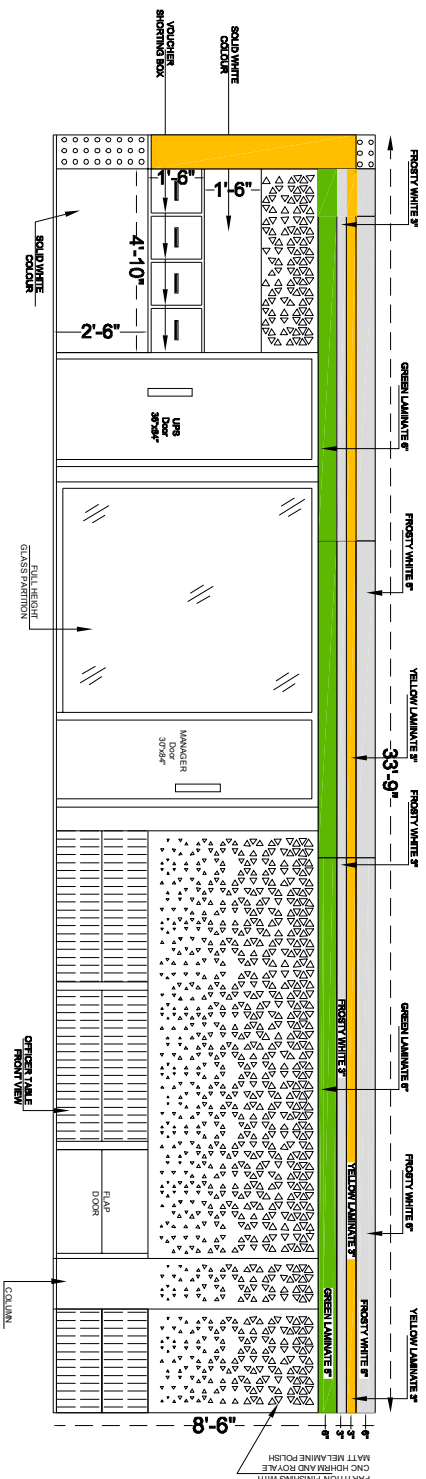 FROSTY WHITE 3"
GREEN LAMINATE 6"
FROSTY WHITE 6"
YELLOW LAMINATE 3"
FROSTY WHITE 3"
GREEN LAMINATE 6"
FROSTY WHITE 6"
YELLOW LAMINATE 3"
33'-9"
SOLID WHITE
COLOUR
VOUCHER
SHORTING BOX
1'-6"
1'-6"
4'-10"
2'-6"
SOLID WHITE
COLOUR
UPS
Door
36"x84"
FULL HEIGHT
GLASS PARTITION
MANAGER
Door
30"x84"
FROSTY WHITE 6"
YELLOW LAMINATE 3"
FROSTY WHITE 3"
GREEN LAMINATE 6"
6"
3"
3"
6"
8'-6"
OFFICER TABLE
FRONT VIEW
FLAP
DOOR
COLUMN
PARTITION FINISHING WITH
CNC HDHRM AND ROYALE
MATT MELAMINE POLISH